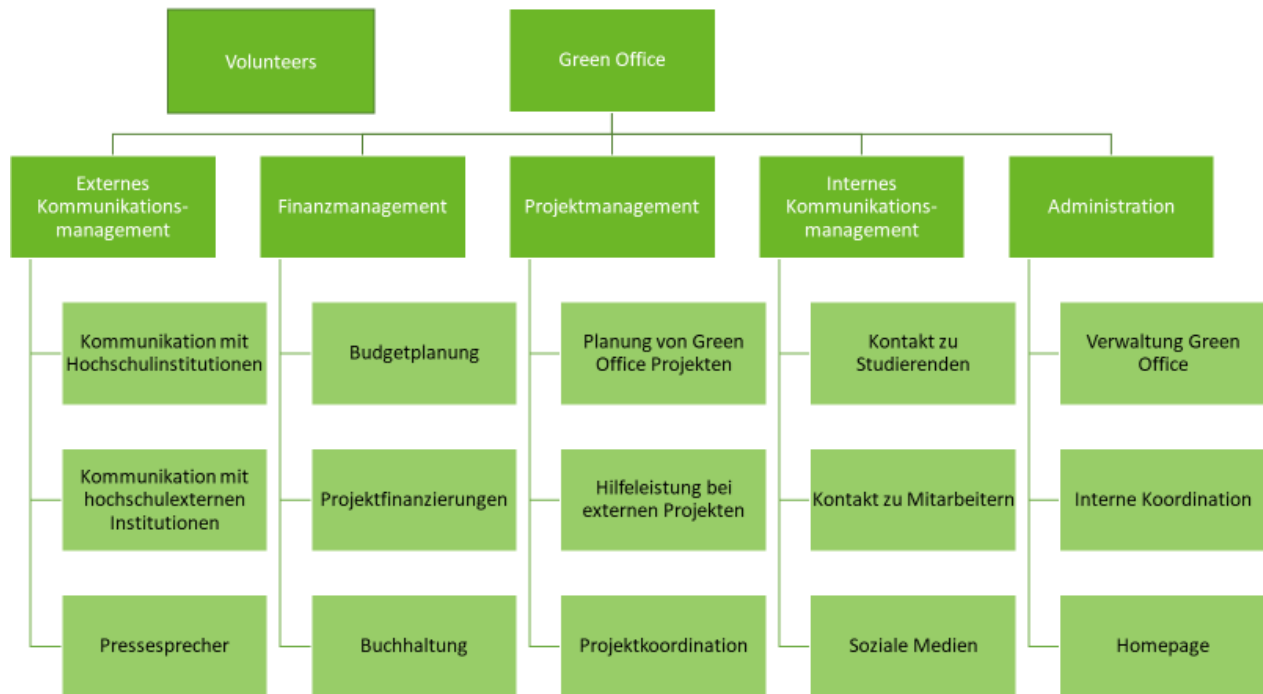 Volunteers
Green Office
Externes
Kommunikations-
management
Finanzmanagement
Projektmanagement
Internes
Kommunikations-
management
Administration
Kommunikation mit
Hochschulinstitutionen
Budgetplanung
Planung von Green
Office Projekten
Kontakt zu
Studierenden
Verwaltung Green
Office
Kommunikation mit
hochschulexternen
Institutionen
Projektfinanzierungen
Hilfeleistung bei
externen Projekten
Kontakt zu Mitarbeitern
Interne Koordination
Pressesprecher
Buchhaltung
Projektkoordination
Soziale Medien
Homepage